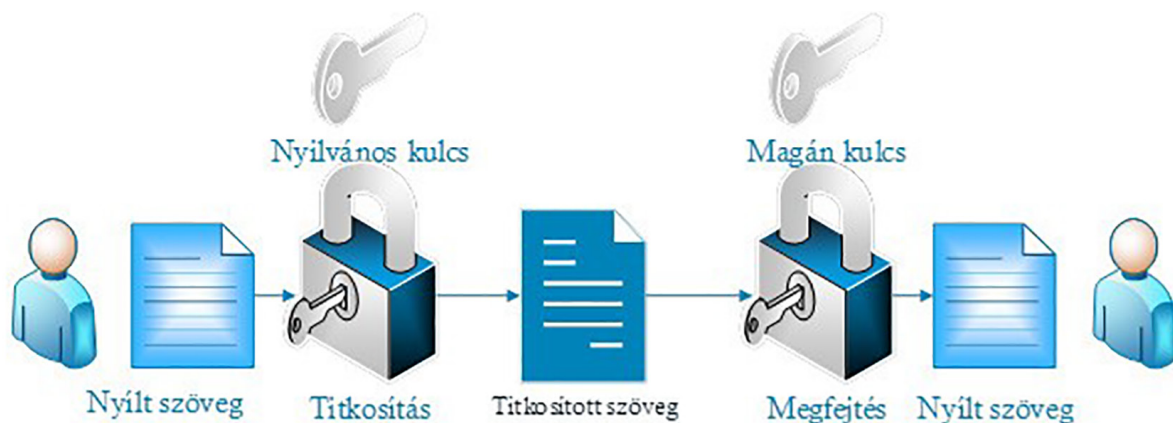 Nyilvános kulcs
Magán kulcs
Nyílt szöveg
Titkosítás
Titkosított szöveg
Megfejtés
Nyílt szöveg